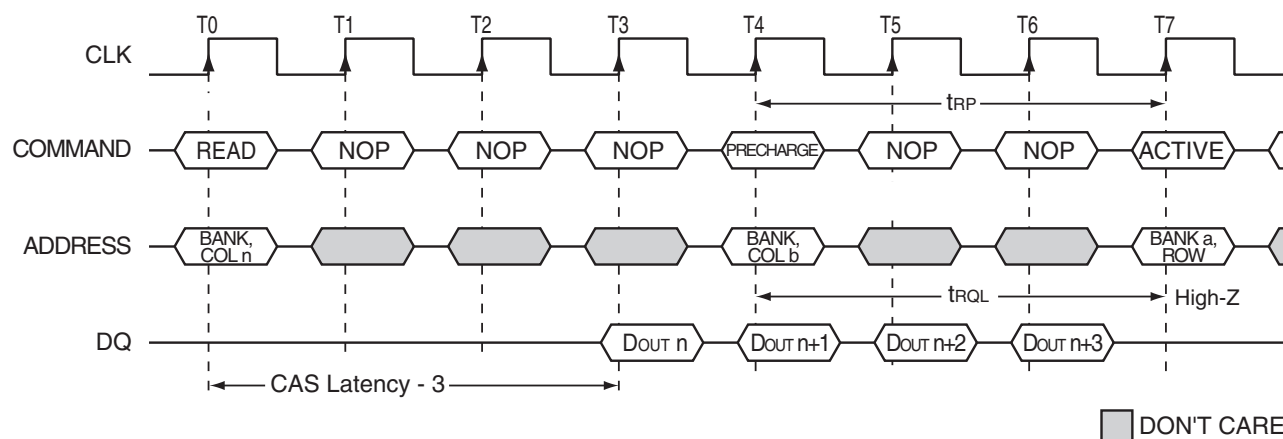 T0 T1 T2 T3 T4 T5 T6 T7
CLK
tRP
COMMAND READ NOP NOP NOP PRECHARGE NOP NOP ACTIVE
ADDRESS BANK, COL n BANK, COL b BANK a, ROW
tRQL High-Z
DQ DOUT n DOUT n+1 DOUT n+2 DOUT n+3
CAS Latency - 3
DON'T CARE